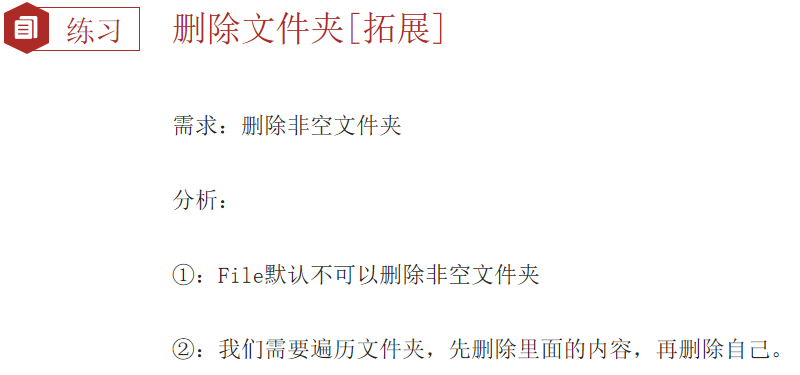 练习
删除文件夹[拓展]
需求：删除非空文件夹
分析：
①：File默认不可以删除非空文件夹
②：我们需要遍历文件夹，先删除里面的内容，再删除自己。